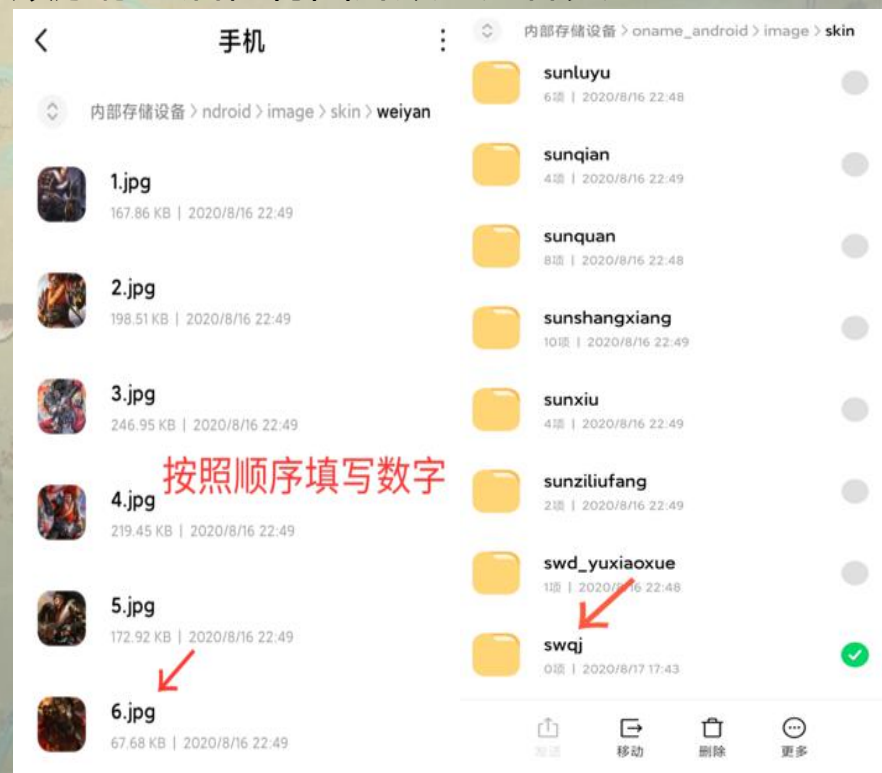 手机
内部存储设备 > ndroid > image > skin > weiyan
1.jpg
167.86 KB | 2020/8/16 22:49
2.jpg
198.51 KB | 2020/8/16 22:49
3.jpg
246.95 KB | 2020/8/16 22:49
按照顺序填写数字
4.jpg
219.45 KB | 2020/8/16 22:49
5.jpg
172.92 KB | 2020/8/16 22:49
6.jpg
67.68 KB | 2020/8/16 22:49
内部存储设备 > oname_android > image > skin
sunluyu
6项 | 2020/8/16 22:48
sunqian
4项 | 2020/8/16 22:49
sunquan
8项 | 2020/8/16 22:48
sunshangxiang
10项 | 2020/8/16 22:49
sunxiu
4项 | 2020/8/16 22:49
sunziliufang
2项 | 2020/8/16 22:49
swd_yuxiaoxue
1项 | 2020/8/16 22:48
swqj
0项 | 2020/8/17 17:43
发送 移动 删除 更多